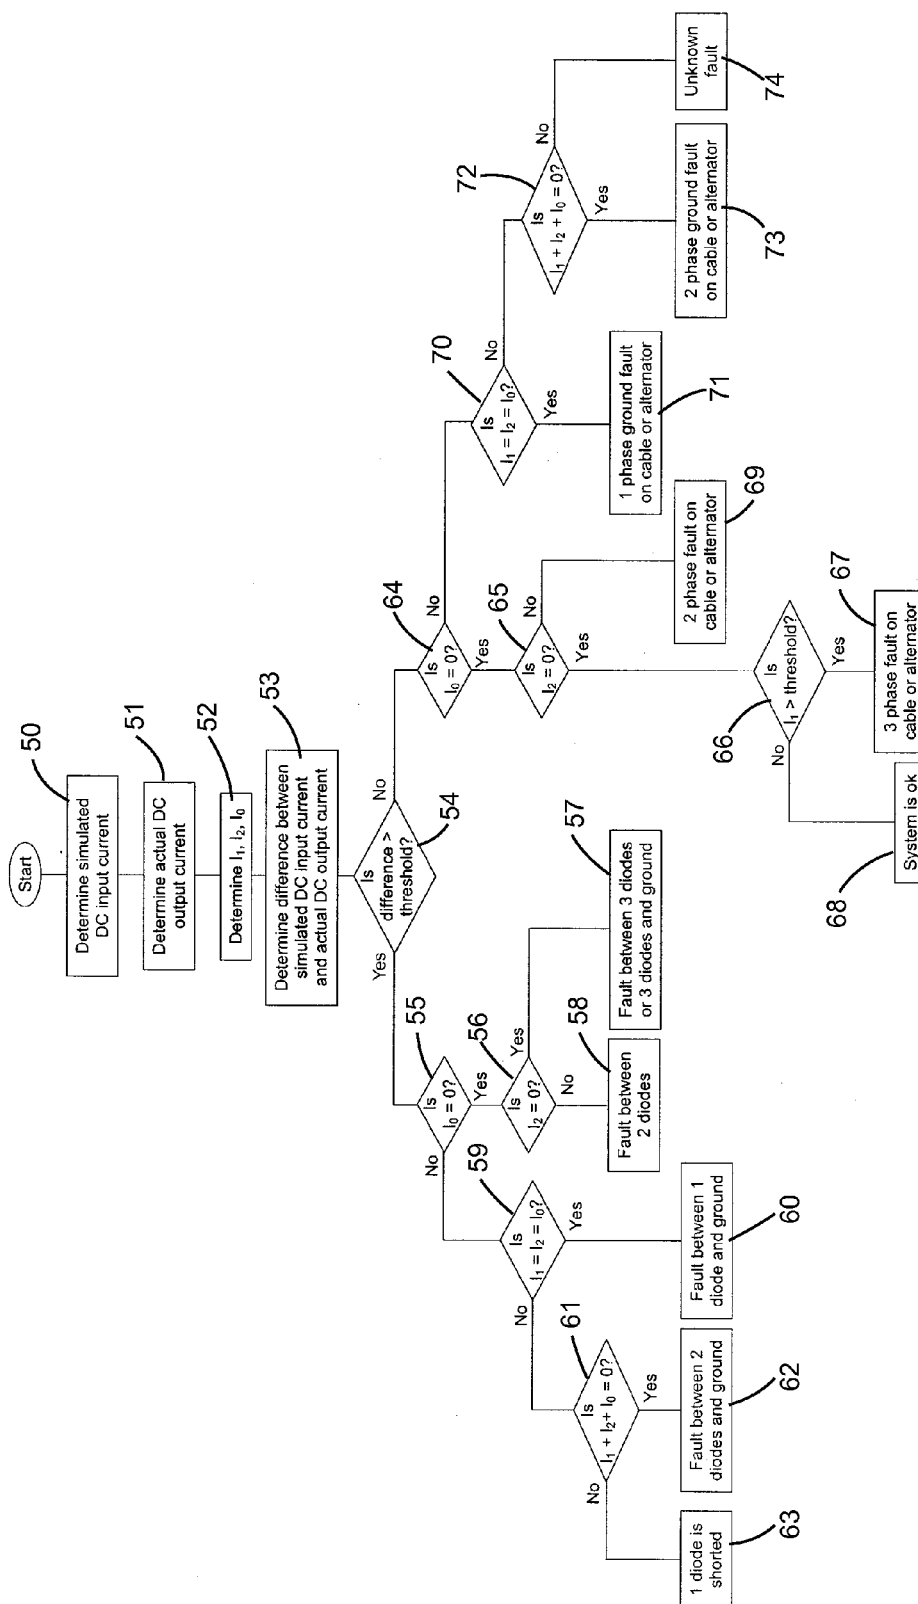 Start
Determine simulated
DC input current
50
Determine actual DC
output current
51
Determine I₁, I₂, I₀
52
Determine difference between
simulated DC input current
and actual DC output current
53
Is
difference >
threshold?
54
Yes
No
Is
I₀ = 0?
55
Yes
No
Is
I₂ = 0?
56
Yes
No
Fault between 3 diodes
or 3 diodes and ground
57
Fault between
2 diodes
58
Is
I₁ = I₂ = I₀?
59
No
Yes
Fault between 1
diode and ground
60
Is
I₁ + I₂ + I₀ = 0?
61
No
Yes
Fault between 2
diodes and ground
62
1 diode is
shorted
63
Is
I₀ = 0?
64
No
Yes
Is
I₂ = 0?
65
No
Yes
Is
I₁ > threshold?
66
No
Yes
3 phase fault on
cable or alternator
67
System is ok
68
2 phase fault on
cable or alternator
69
Is
I₁ = I₂ = I₀?
70
No
Yes
1 phase ground fault
on cable or alternator
71
Is
I₁ + I₂ + I₀ = 0?
72
No
Yes
2 phase ground fault
on cable or alternator
73
Unknown
fault
74